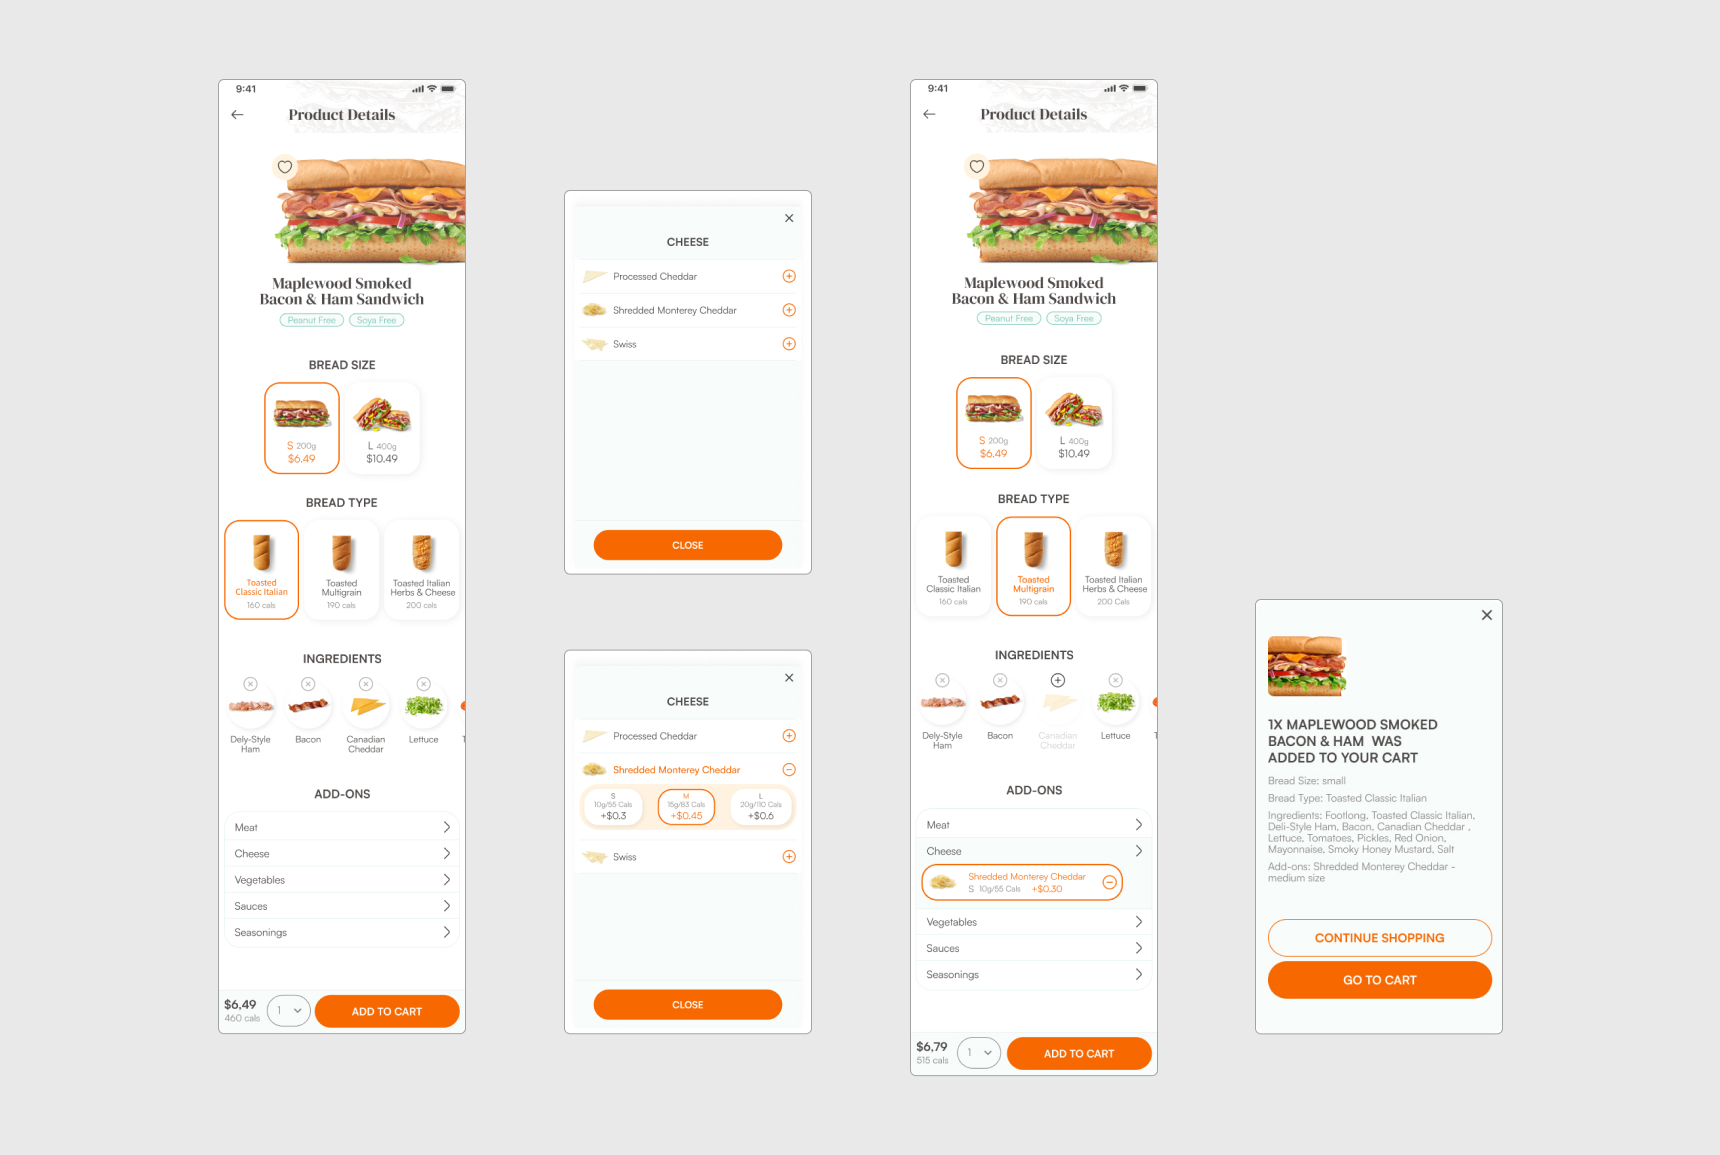 9:41
Product Details
Maplewood Smoked
Bacon & Ham Sandwich
Peanut Free
Soya Free
BREAD SIZE
S 200g
$6.49
L 400g
$10.49
BREAD TYPE
Toasted
Classic Italian
160 cals
Toasted
Multigrain
190 cals
Toasted Italian
Herbs & Cheese
200 cals
INGREDIENTS
Dely-Style
Ham
Bacon
Canadian
Cheddar
Lettuce
T
ADD-ONS
Meat
Cheese
Vegetables
Sauces
Seasonings
$6,49
460 cals
1
ADD TO CART
CHEESE
Processed Cheddar
Shredded Monterey Cheddar
Swiss
CLOSE
CHEESE
Processed Cheddar
Shredded Monterey Cheddar
S
10g/55 Cals
+$0.3
M
15g/83 Cals
+$0.45
L
20g/110 Cals
+$0.6
Swiss
CLOSE
9:41
Product Details
Maplewood Smoked
Bacon & Ham Sandwich
Peanut Free
Soya Free
BREAD SIZE
S 200g
$6.49
L 400g
$10.49
BREAD TYPE
Toasted
Classic Italian
160 cals
Toasted
Multigrain
190 cals
Toasted Italian
Herbs & Cheese
200 Cals
INGREDIENTS
Dely-Style
Ham
Bacon
Canadian
Cheddar
Lettuce
T
ADD-ONS
Meat
Cheese
Shredded Monterey Cheddar
S 10g/55 Cals +$0.30
Vegetables
Sauces
Seasonings
$6,79
515 cals
1
ADD TO CART
1X MAPLEWOOD SMOKED
BACON & HAM WAS
ADDED TO YOUR CART
Bread Size: small
Bread Type: Toasted Classic Italian
Ingredients: Footlong, Toasted Classic Italian,
Deli-Style Ham, Bacon, Canadian Cheddar ,
Lettuce, Tomatoes, Pickles, Red Onion,
Mayonnaise, Smoky Honey Mustard, Salt
Add-ons: Shredded Monterey Cheddar -
medium size
CONTINUE SHOPPING
GO TO CART